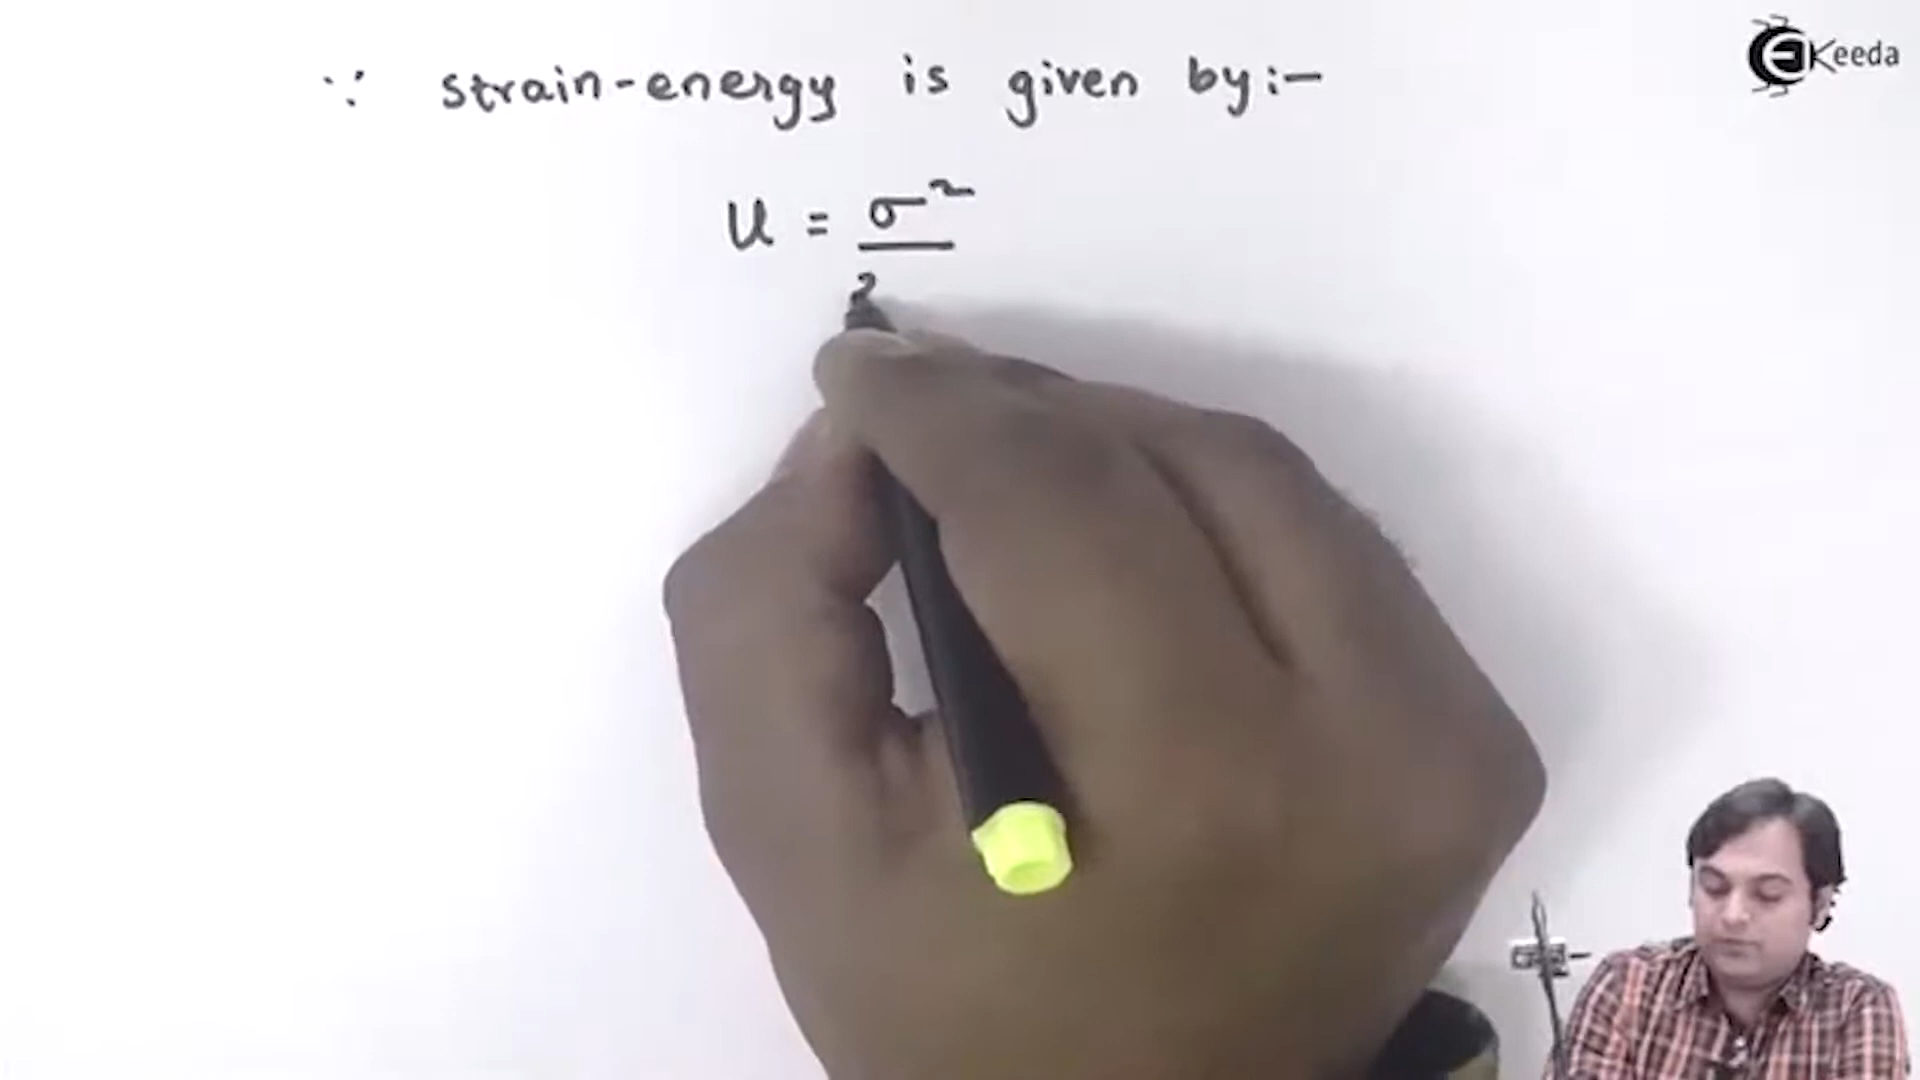 ∵ strain-energy is given by:-
U = σ²
2
EKeeda